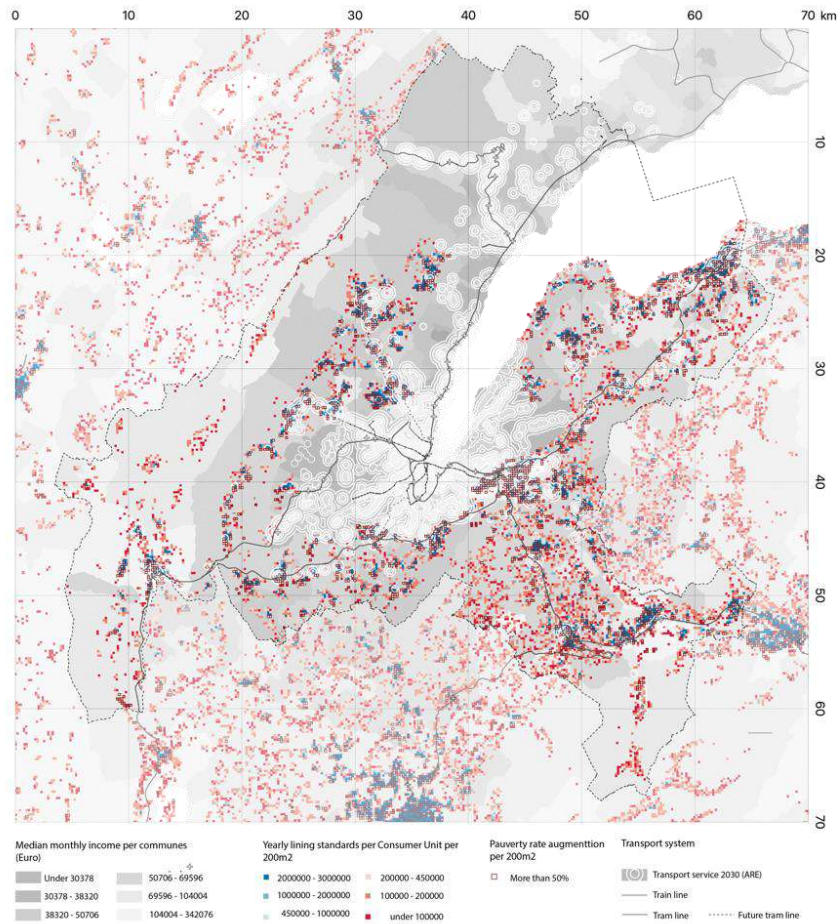 0 10 20 30 40 50 60 70 km
10
20
30
40
50
60
70
Median monthly income per communes
(Euro)
Under 30378
30378 - 38320
38320 - 50706
50706 - 69596
69596 - 104004
104004 - 342076
Yearly lining standards per Consumer Unit per
200m2
2000000 - 3000000
1000000 - 2000000
450000 - 1000000
200000 - 450000
100000 - 200000
under 100000
Pauverty rate augmenttion
per 200m2
More than 50%
Transport system
Transport service 2030 (ARE)
Train line
Tram line
Future tram line